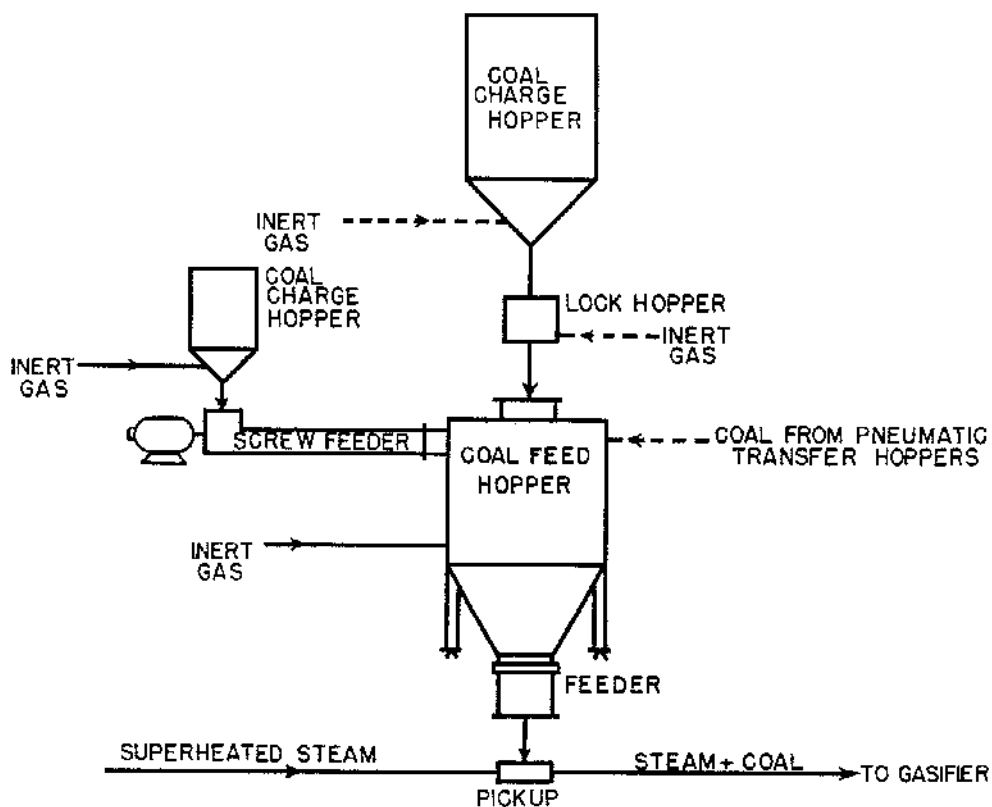 COAL
CHARGE
HOPPER
INERT
GAS
COAL
CHARGE
HOPPER
LOCK HOPPER
INERT
GAS
INERT
GAS
SCREW FEEDER
COAL FROM PNEUMATIC
TRANSFER HOPPERS
COAL FEED
HOPPER
INERT
GAS
FEEDER
SUPERHEATED STEAM
STEAM+ COAL
TO GASIFIER
PICKUP